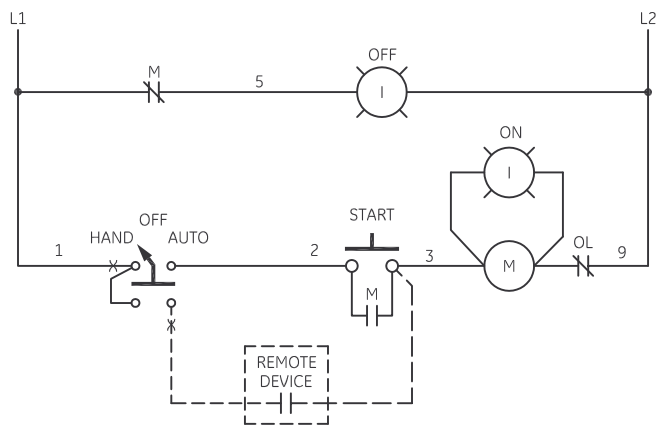 L1
L2
OFF
M
5
I
ON
I
START
OFF
HAND
AUTO
1
2
3
M
OL
9
M
REMOTE
DEVICE